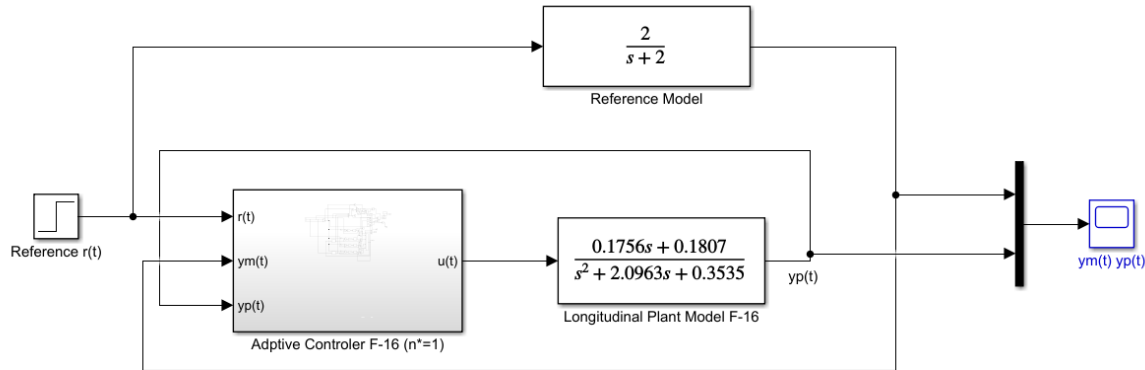 2
s + 2
Reference Model
Reference r(t)
r(t)
ym(t)
yp(t)
u(t)
Adptive Controler F-16 (n*=1)
0.1756s + 0.1807
s² + 2.0963s + 0.3535
Longitudinal Plant Model F-16
yp(t)
ym(t) yp(t)